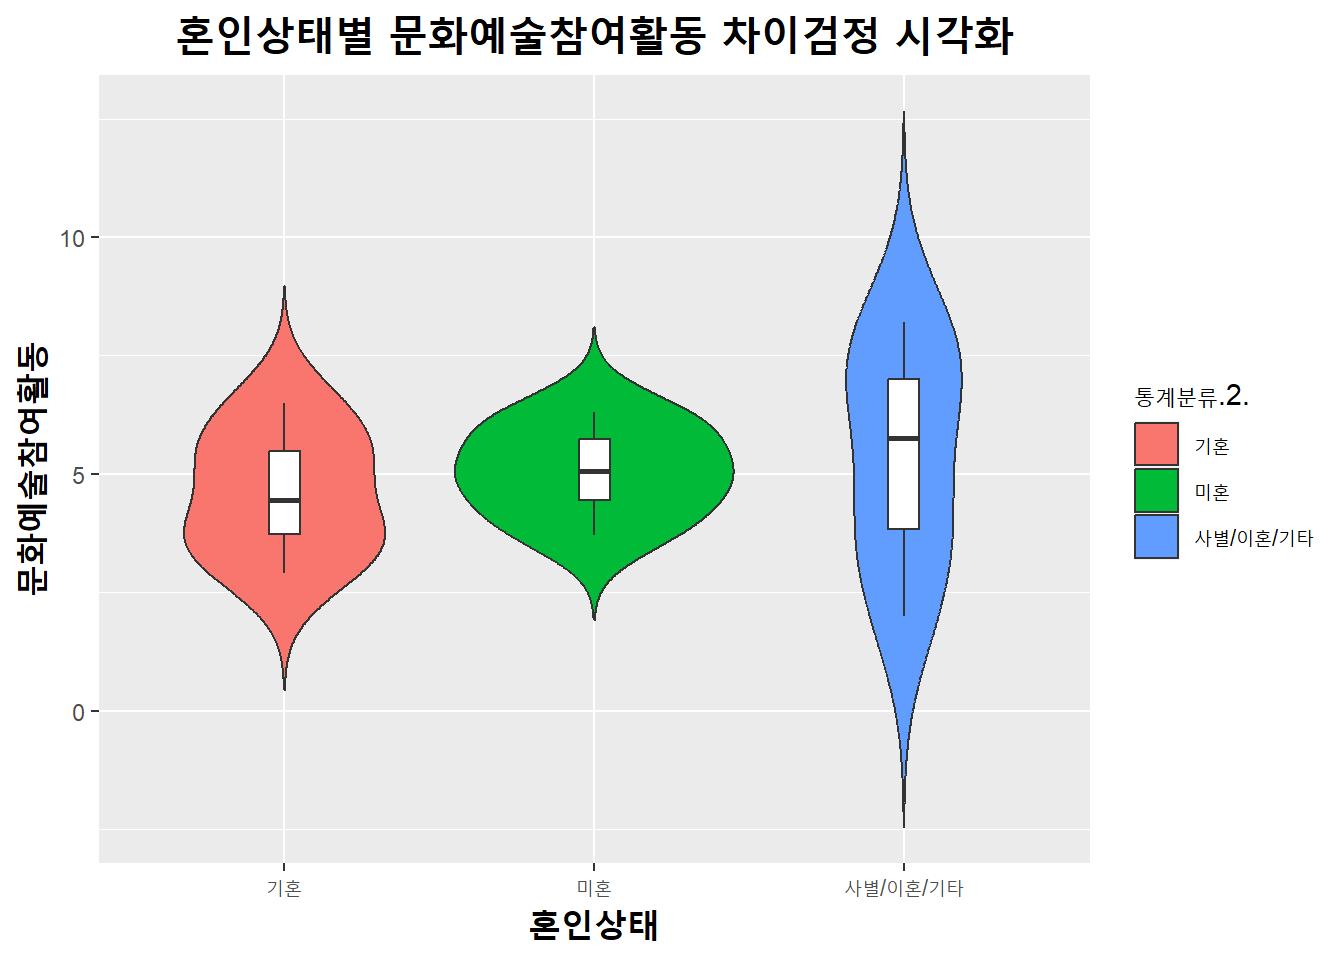 혼인상태별 문화예술참여활동 차이검정 시각화
문화예술참여활동
10
5
0
기혼
미혼
사별/이혼/기타
혼인상태
통계분류.2.
기혼
미혼
사별/이혼/기타